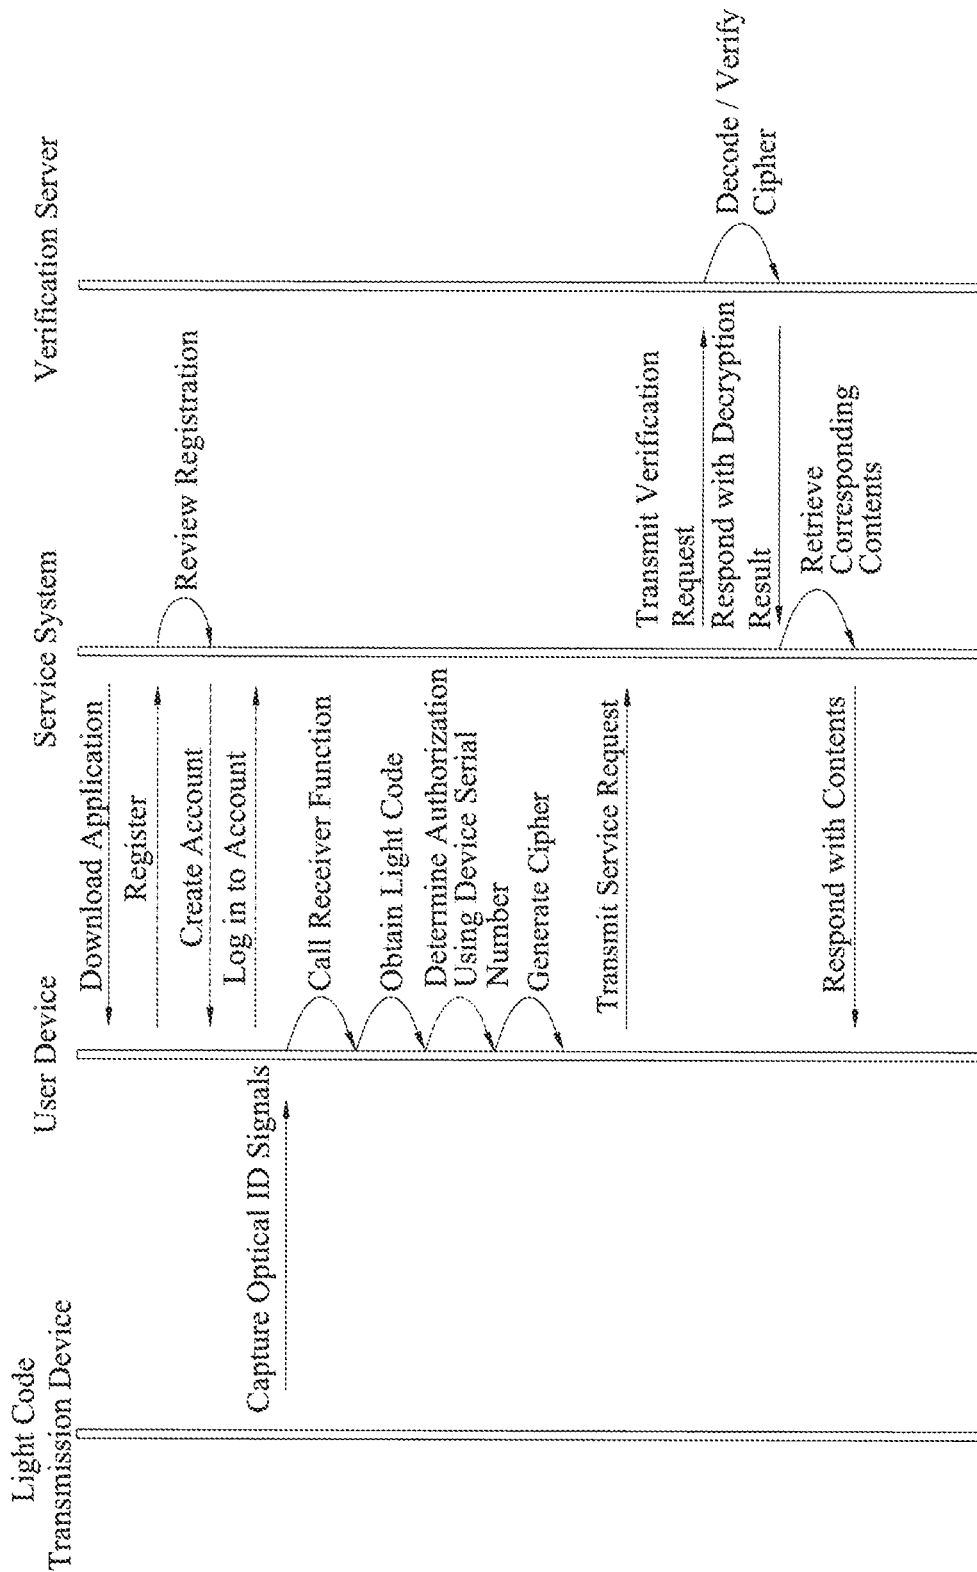 Light Code
Transmission Device
User Device
Service System
Verification Server
Download Application
Register
Review Registration
Create Account
Log in to Account
Capture Optical ID Signals
Call Receiver Function
Obtain Light Code
Determine Authorization
Using Device Serial
Number
Generate Cipher
Transmit Service Request
Transmit Verification
Request
Decode / Verify
Cipher
Respond with Decryption
Result
Retrieve
Corresponding
Contents
Respond with Contents